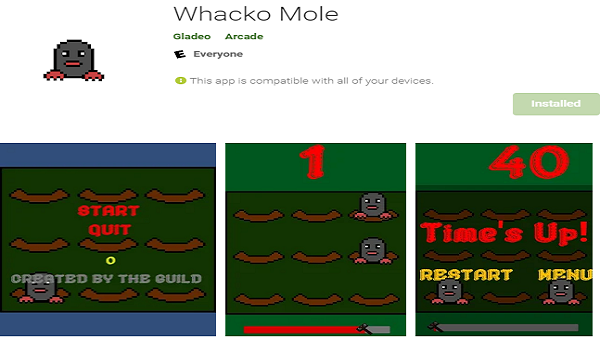 Whacko Mole
Gladeo Arcade
E Everyone
This app is compatible with all of your devices.
Installed
START
QUIT
0
CREATED BY THE GUILD
1
40
Time's Up!
RESTART MENU